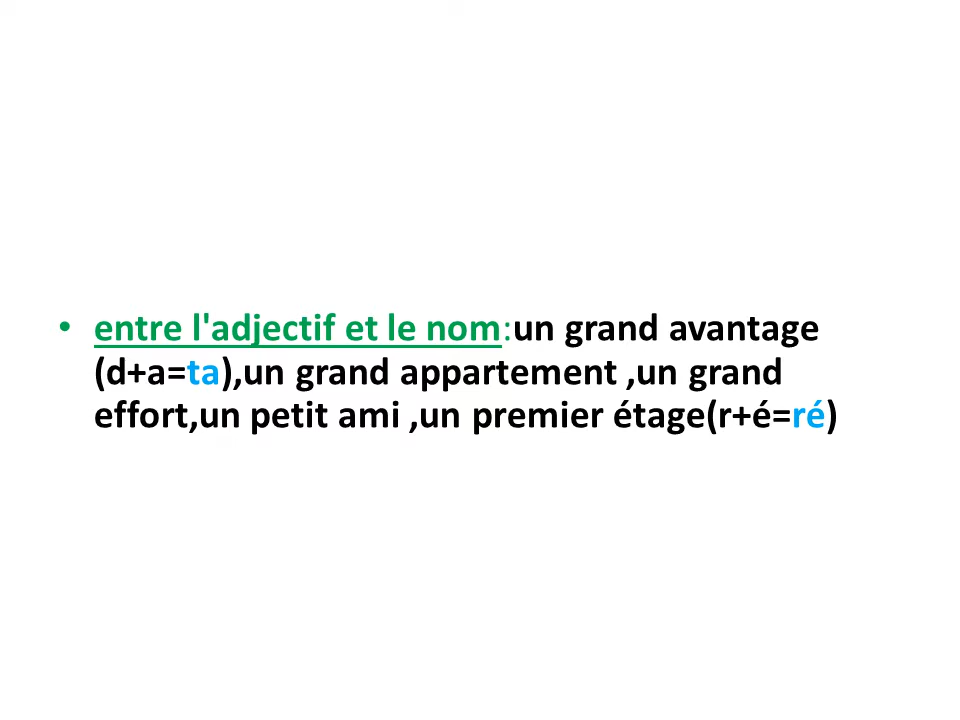 • entre l'adjectif et le nom:un grand avantage
(d+a=ta),un grand appartement ,un grand
effort,un petit ami ,un premier étage(r+é=ré)